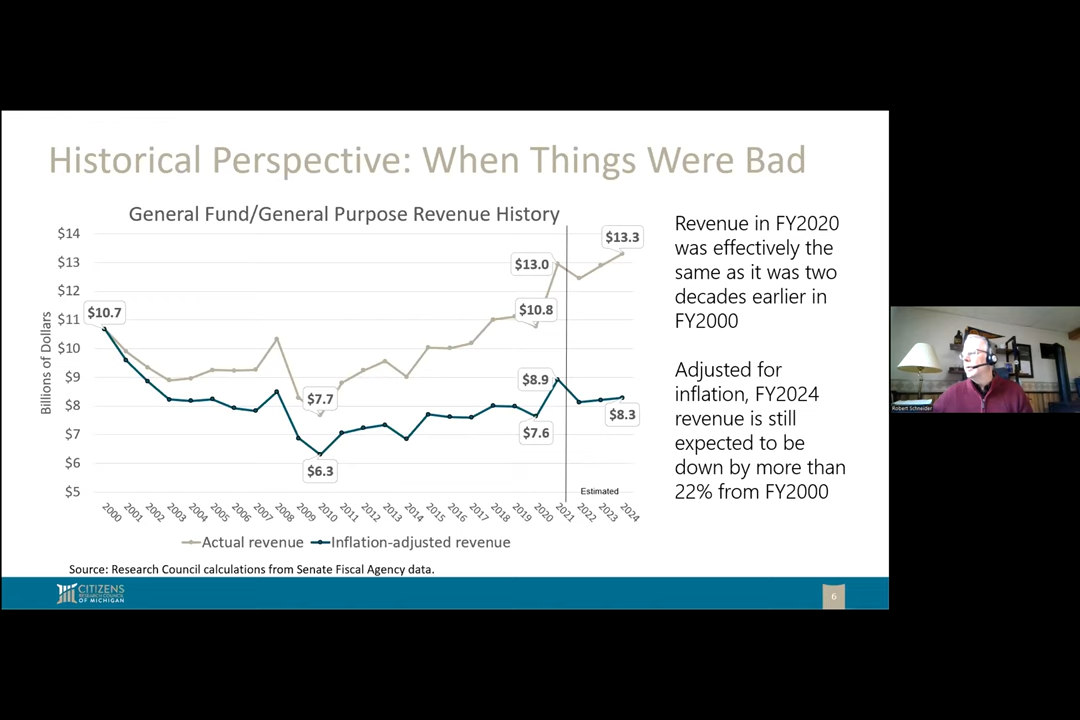 Historical Perspective: When Things Were Bad
General Fund/General Purpose Revenue History
$14
$13
$12
$11
$10
$9
$8
$7
$6
$5
Billions of Dollars
$10.7
$7.7
$6.3
$13.0
$10.8
$8.9
$7.6
$13.3
$8.3
Estimated
2000
2001
2002
2003
2004
2005
2006
2007
2008
2009
2010
2011
2012
2013
2014
2015
2016
2017
2018
2019
2020
2021
2022
2023
2024
Actual revenue
Inflation-adjusted revenue
Revenue in FY2020
was effectively the
same as it was two
decades earlier in
FY2000
Adjusted for
inflation, FY2024
revenue is still
expected to be
down by more than
22% from FY2000
Source: Research Council calculations from Senate Fiscal Agency data.
CITIZENS
RESEARCH COUNCIL
OF MICHIGAN
6
Robert Schneider